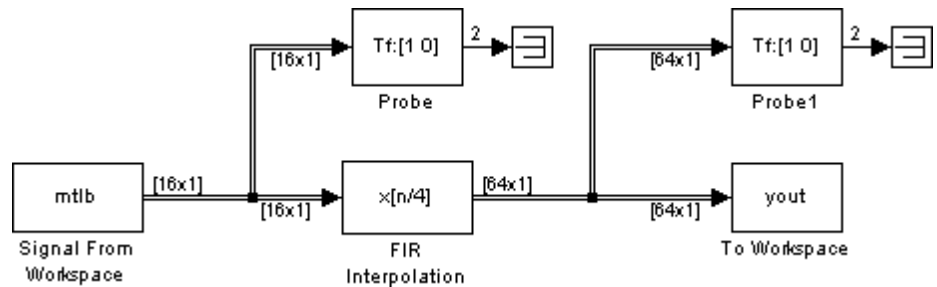 Tf:[1 0]
2
[16x1]
Probe
Tf:[1 0]
2
[64x1]
Probe1
mtlb
[16x1]
[16x1]
Signal From
Workspace
x[n/4]
[64x1]
FIR
Interpolation
[64x1]
yout
To Workspace